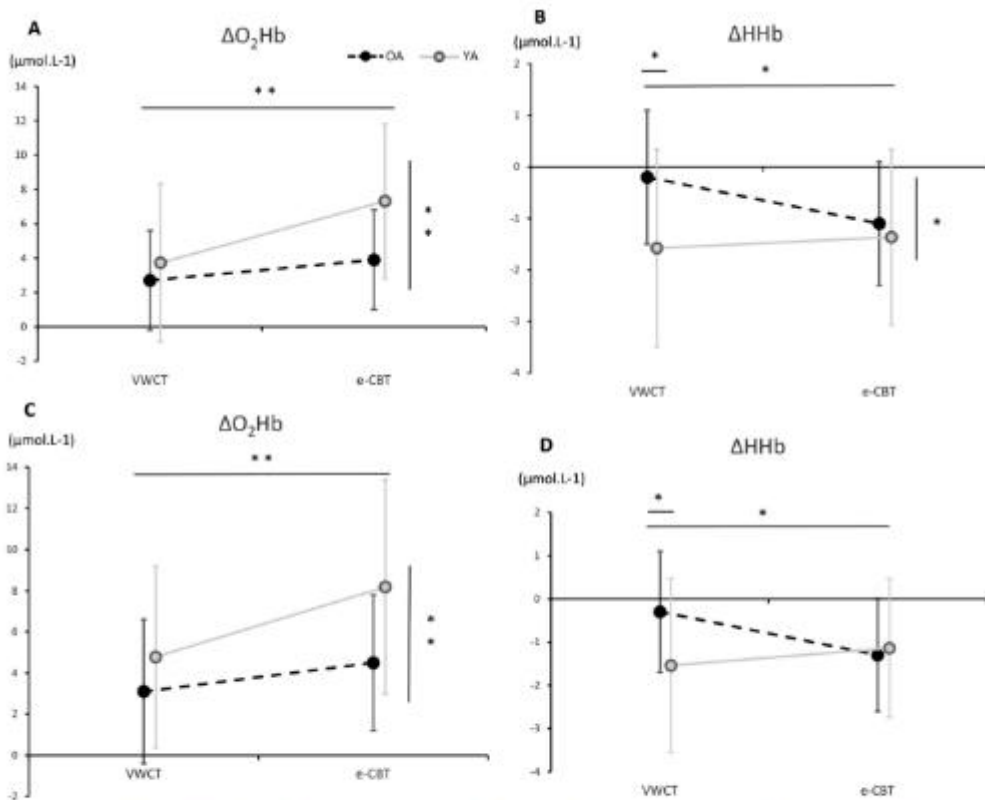 A
ΔO₂Hb
(μmol.L-1)
OA YA
14
12
10
8
6
4
2
0
-2
**
**
VWCT e-CBT
B
ΔHHb
(μmol.L-1)
2
1
0
-1
-2
-3
-4
*
*
*
VWCT e-CBT
C
ΔO₂Hb
(μmol.L-1)
14
12
10
8
6
4
2
0
-2
**
**
VWCT e-CBT
D
ΔHHb
(μmol.L-1)
2
1
0
-1
-2
-3
-4
*
*
VWCT e-CBT